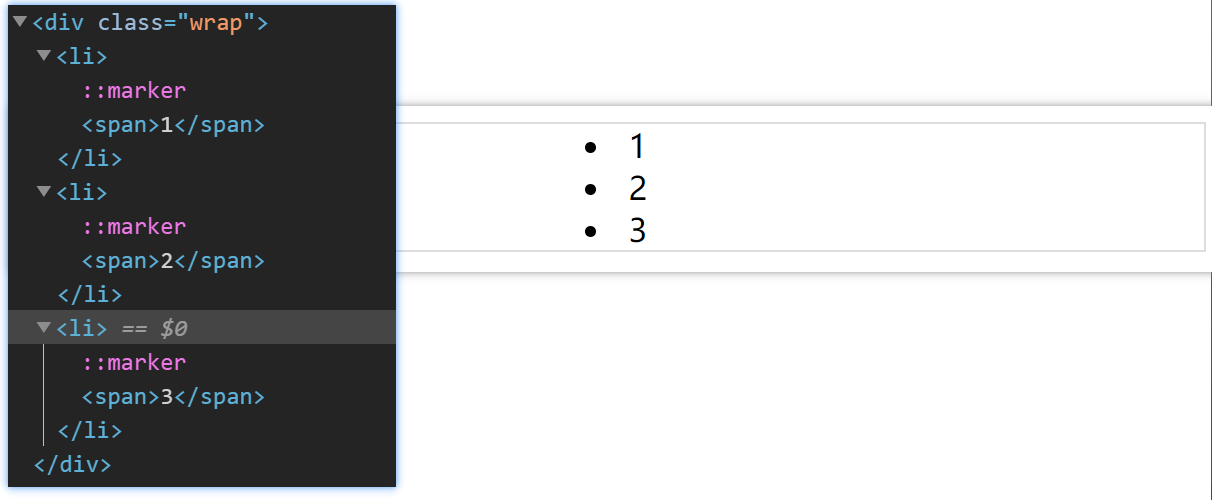 <div class="wrap">
<li>
::marker
<span>1</span>
</li>
<li>
::marker
<span>2</span>
</li>
<li> == $0
::marker
<span>3</span>
</li>
</div>
• 1
• 2
• 3